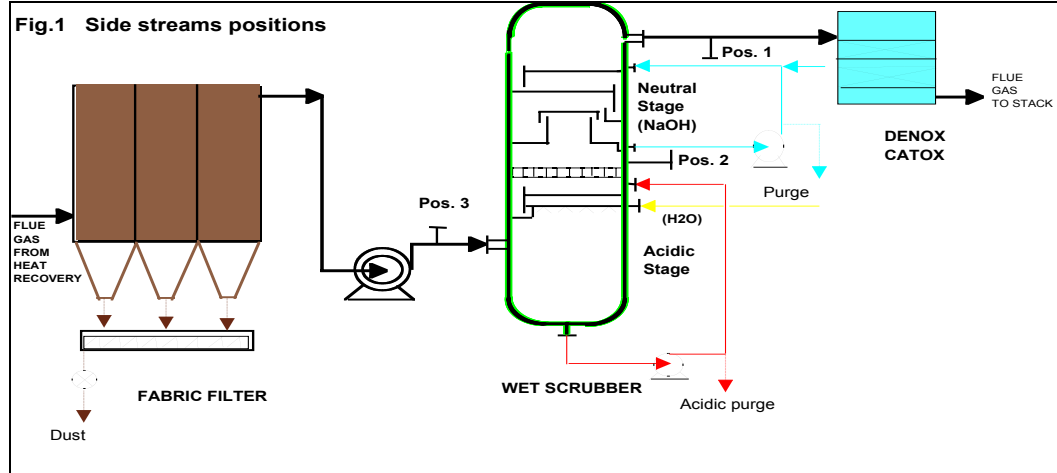 Fig.1 Side streams positions
Pos. 1
Neutral
Stage
(NaOH)
FLUE
GAS
TO STACK
DENOX
CATOX
Pos. 2
Purge
Pos. 3
(H2O)
FLUE
GAS
FROM
HEAT
RECOVERY
Acidic
Stage
WET SCRUBBER
FABRIC FILTER
Acidic purge
Dust